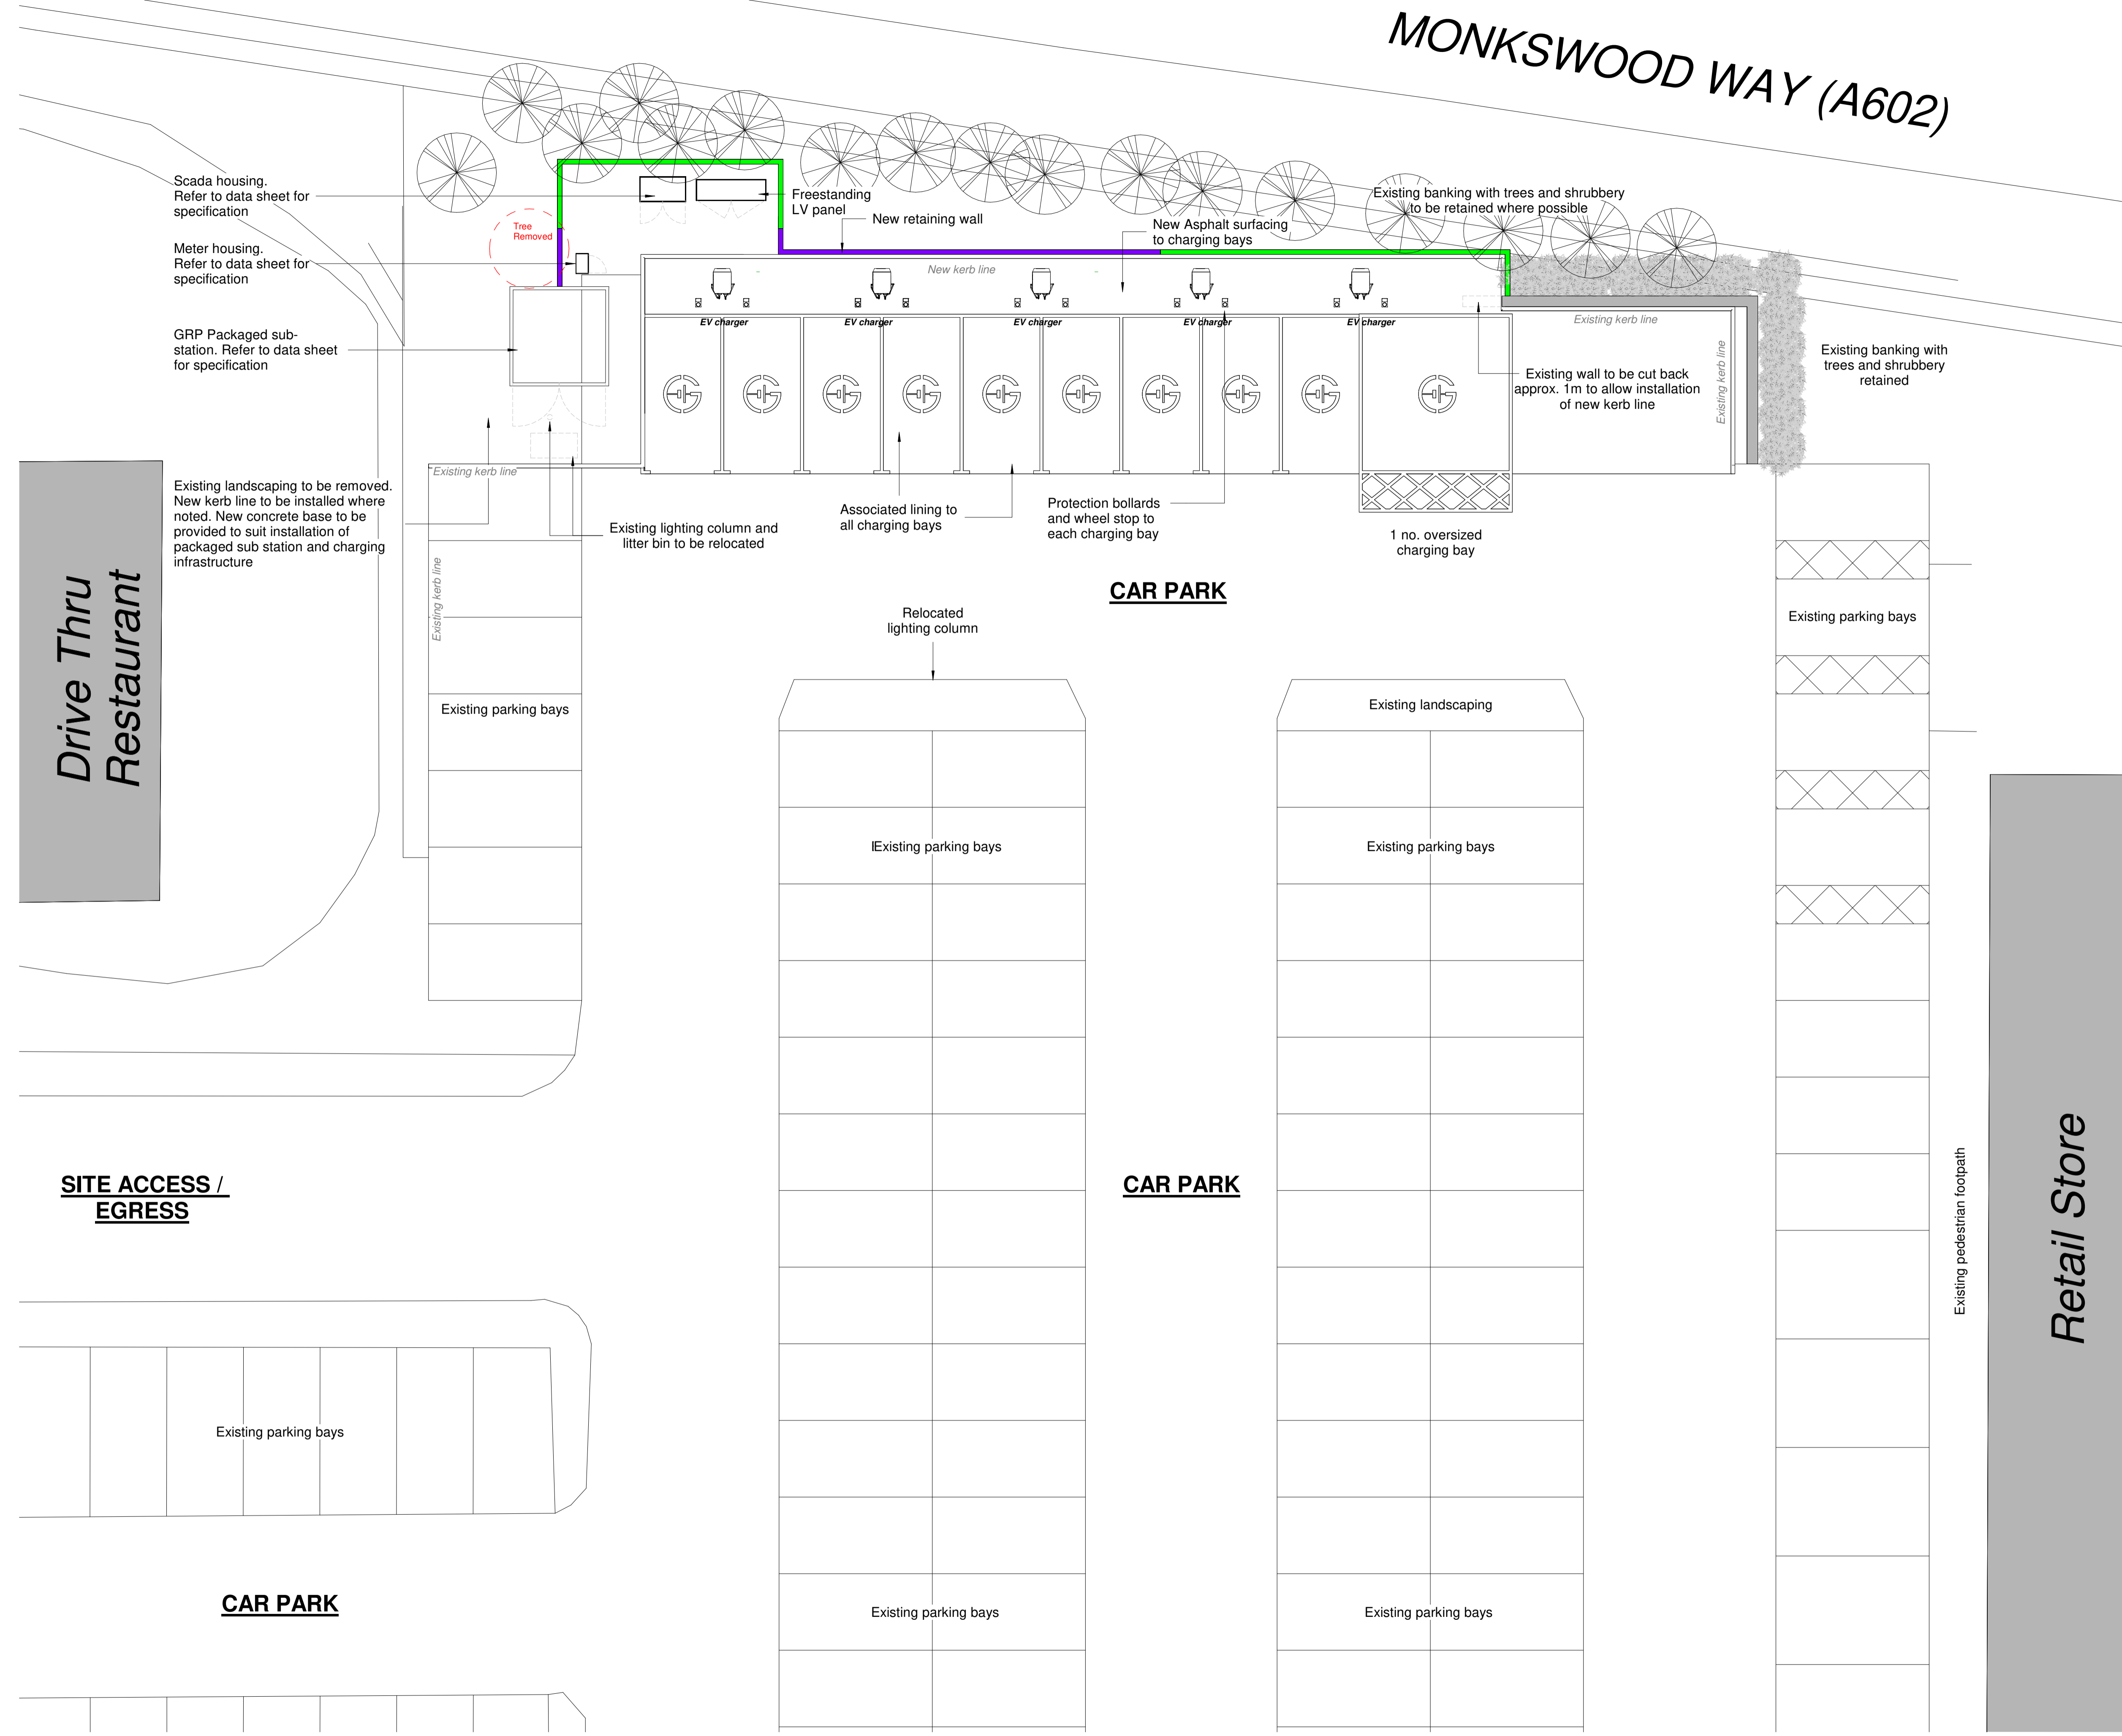 MONKSWOOD WAY (A602)
Scada housing.
Refer to data sheet for
specification
Meter housing.
Refer to data sheet for
specification
GRP Packaged sub-
station. Refer to data sheet
for specification
Existing landscaping to be removed.
New kerb line to be installed where
noted. New concrete base to be
provided to suit installation of
packaged sub station and charging
infrastructure
Tree
Removed
Freestanding
LV panel
New retaining wall
New Asphalt surfacing
to charging bays
Existing banking with trees and shrubbery
to be retained where possible
New kerb line
EV charger
EV charger
EV charger
EV charger
EV charger
Existing kerb line
Existing kerb line
Existing wall to be cut back
approx. 1m to allow installation
of new kerb line
Existing banking with
trees and shrubbery
retained
Existing kerb line
Existing kerb line
Existing lighting column and
litter bin to be relocated
Associated lining to
all charging bays
Protection bollards
and wheel stop to
each charging bay
1 no. oversized
charging bay
CAR PARK
Relocated
lighting column
Drive Thru
Restaurant
Existing parking bays
Existing landscaping
Existing parking bays
Existing parking bays
Existing parking bays
SITE ACCESS /
EGRESS
CAR PARK
Existing pedestrian footpath
Retail Store
Existing parking bays
CAR PARK
Existing parking bays
Existing parking bays